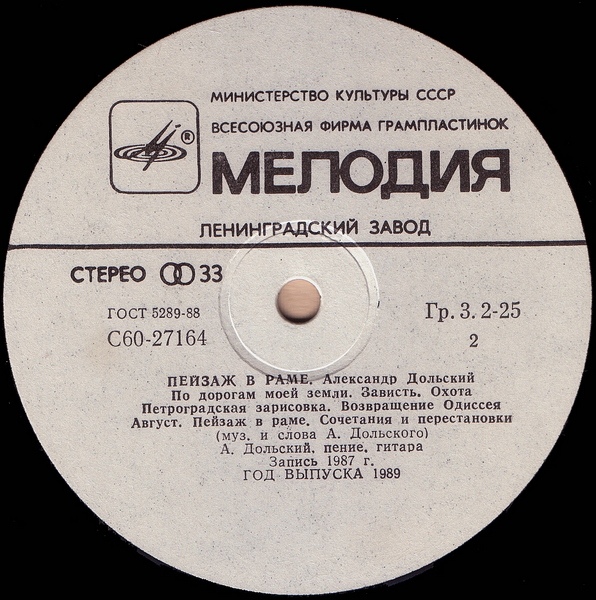 МИНИСТЕРСТВО КУЛЬТУРЫ СССР
ВСЕСОЮЗНАЯ ФИРМА ГРАМПЛАСТИНОК
®
МЕЛОДИЯ
ЛЕНИНГРАДСКИЙ ЗАВОД
СТЕРЕО 33
ГОСТ 5289-88
Гр. 3. 2-25
С60-27164
2
ПЕЙЗАЖ В РАМЕ. Александр Дольский
По дорогам моей земли. Зависть. Охота
Петроградская зарисовка. Возвращение Одиссея
Август. Пейзаж в раме. Сочетания и перестановки
(муз. и слова А. Дольского)
А. Дольский, пение, гитара
Запись 1987 г.
ГОД ВЫПУСКА 1989